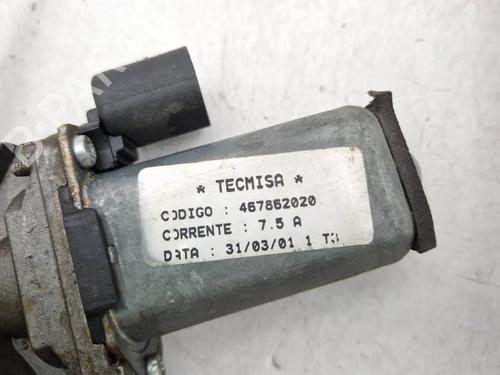 * TECMISA *
CODIGO : 467862020
CORRENTE : 7.5 A
DATA : 31/03/01 1